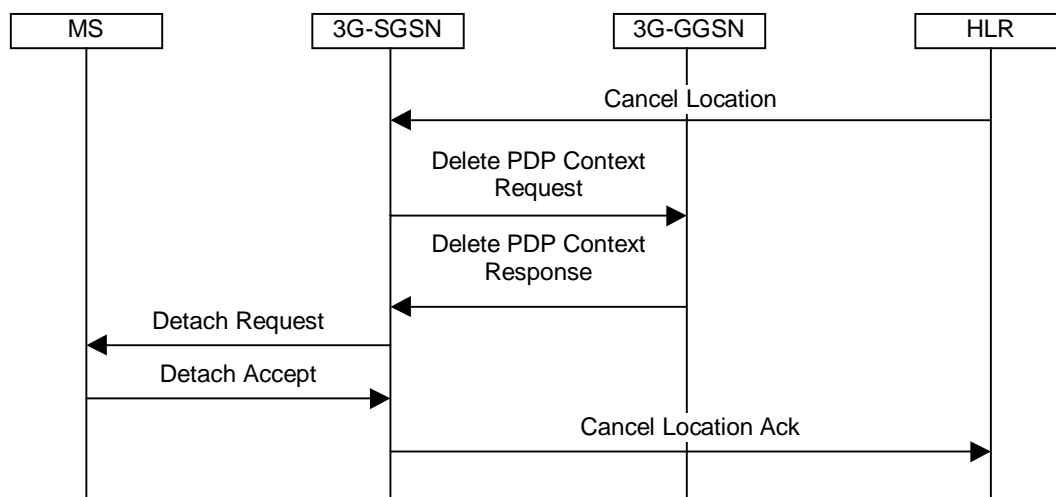 MS
3G-SGSN
3G-GGSN
HLR
Cancel Location
Delete PDP Context
Request
Delete PDP Context
Response
Detach Request
Detach Accept
Cancel Location Ack